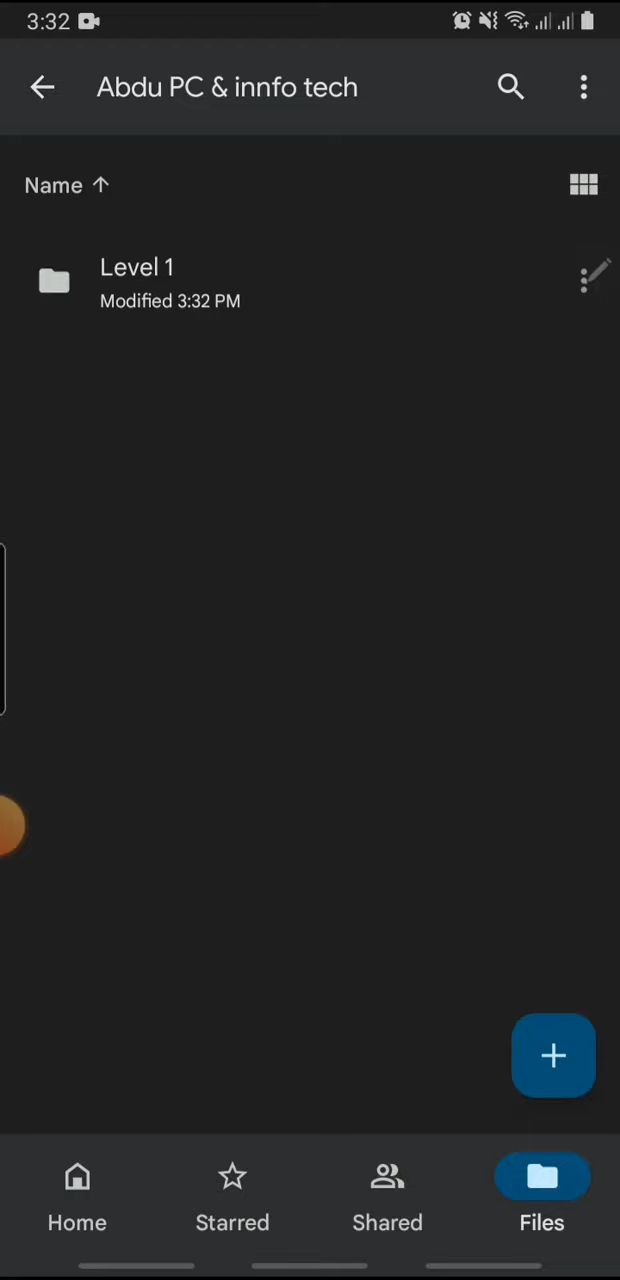 3:32
Abdu PC & innfo tech
Name
Level 1
Modified 3:32 PM
Home
Starred
Shared
Files